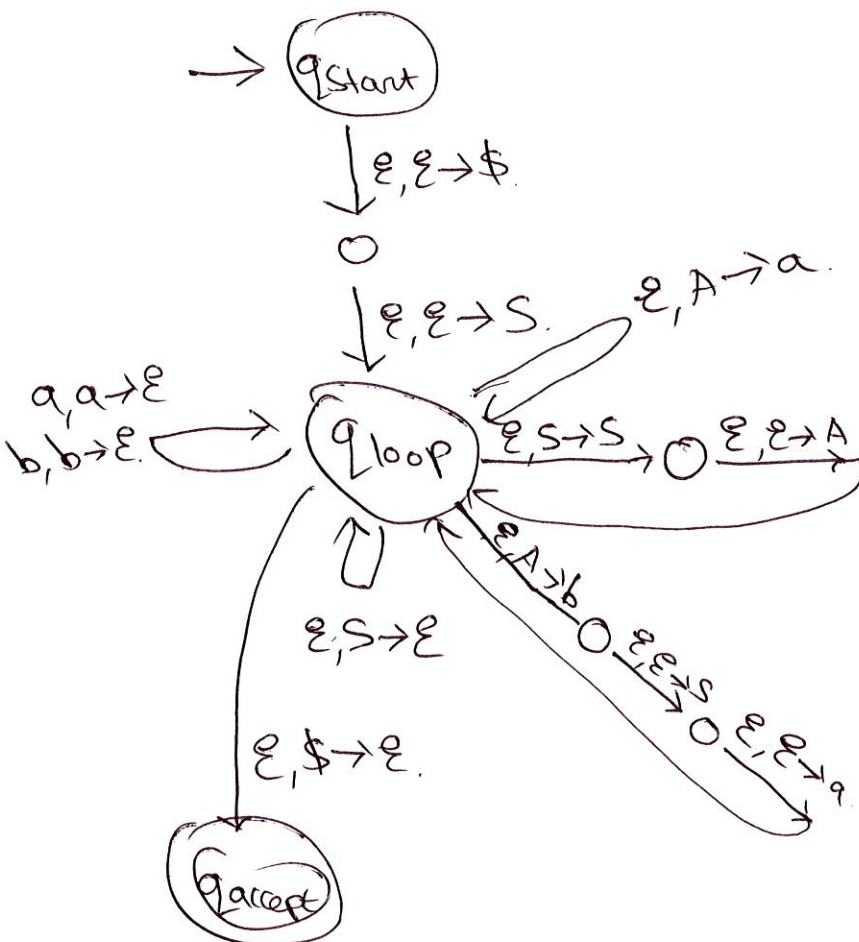 qstart
ε, ε → $.
ε, ε → S.
ε, A → a.
a, a → ε
b, b → ε.
qloop
ε, S → S
ε, ε → A
ε, A → b
ε, ε → S
ε, ε → a.
ε, S → ε
ε, $ → ε.
qaccept